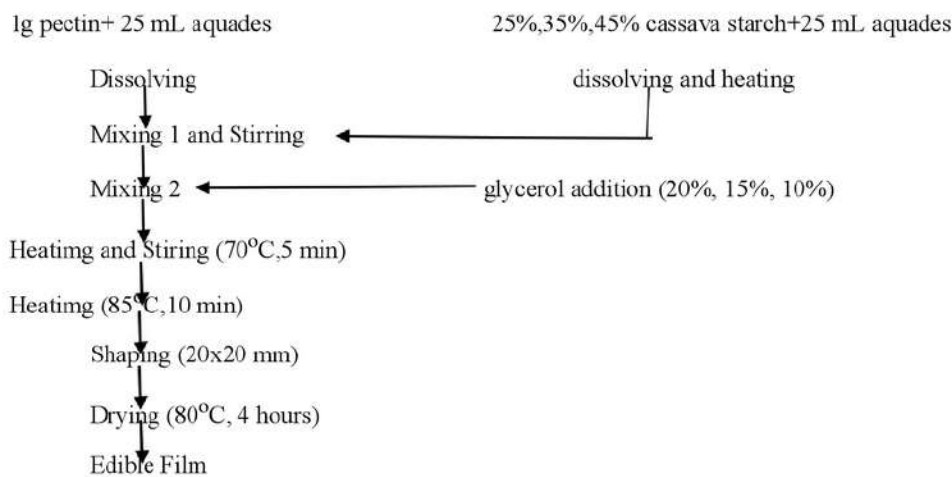 1g pectin+ 25 mL aquades
25%,35%,45% cassava starch+25 mL aquades
Dissolving
dissolving and heating
Mixing 1 and Stirring
Mixing 2
glycerol addition (20%, 15%, 10%)
Heatimg and Stiring (70°C,5 min)
Heatimg (85°C,10 min)
Shaping (20x20 mm)
Drying (80°C, 4 hours)
Edible Film